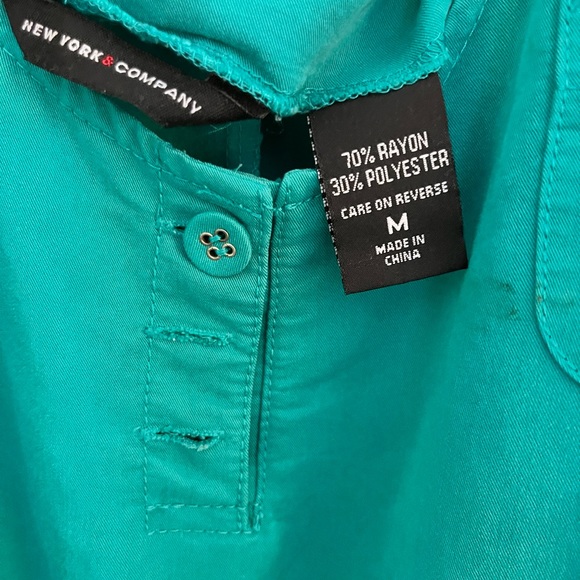 NEW YORK & COMPANY
70% RAYON
30% POLYESTER
CARE ON REVERSE
M
MADE IN
CHINA